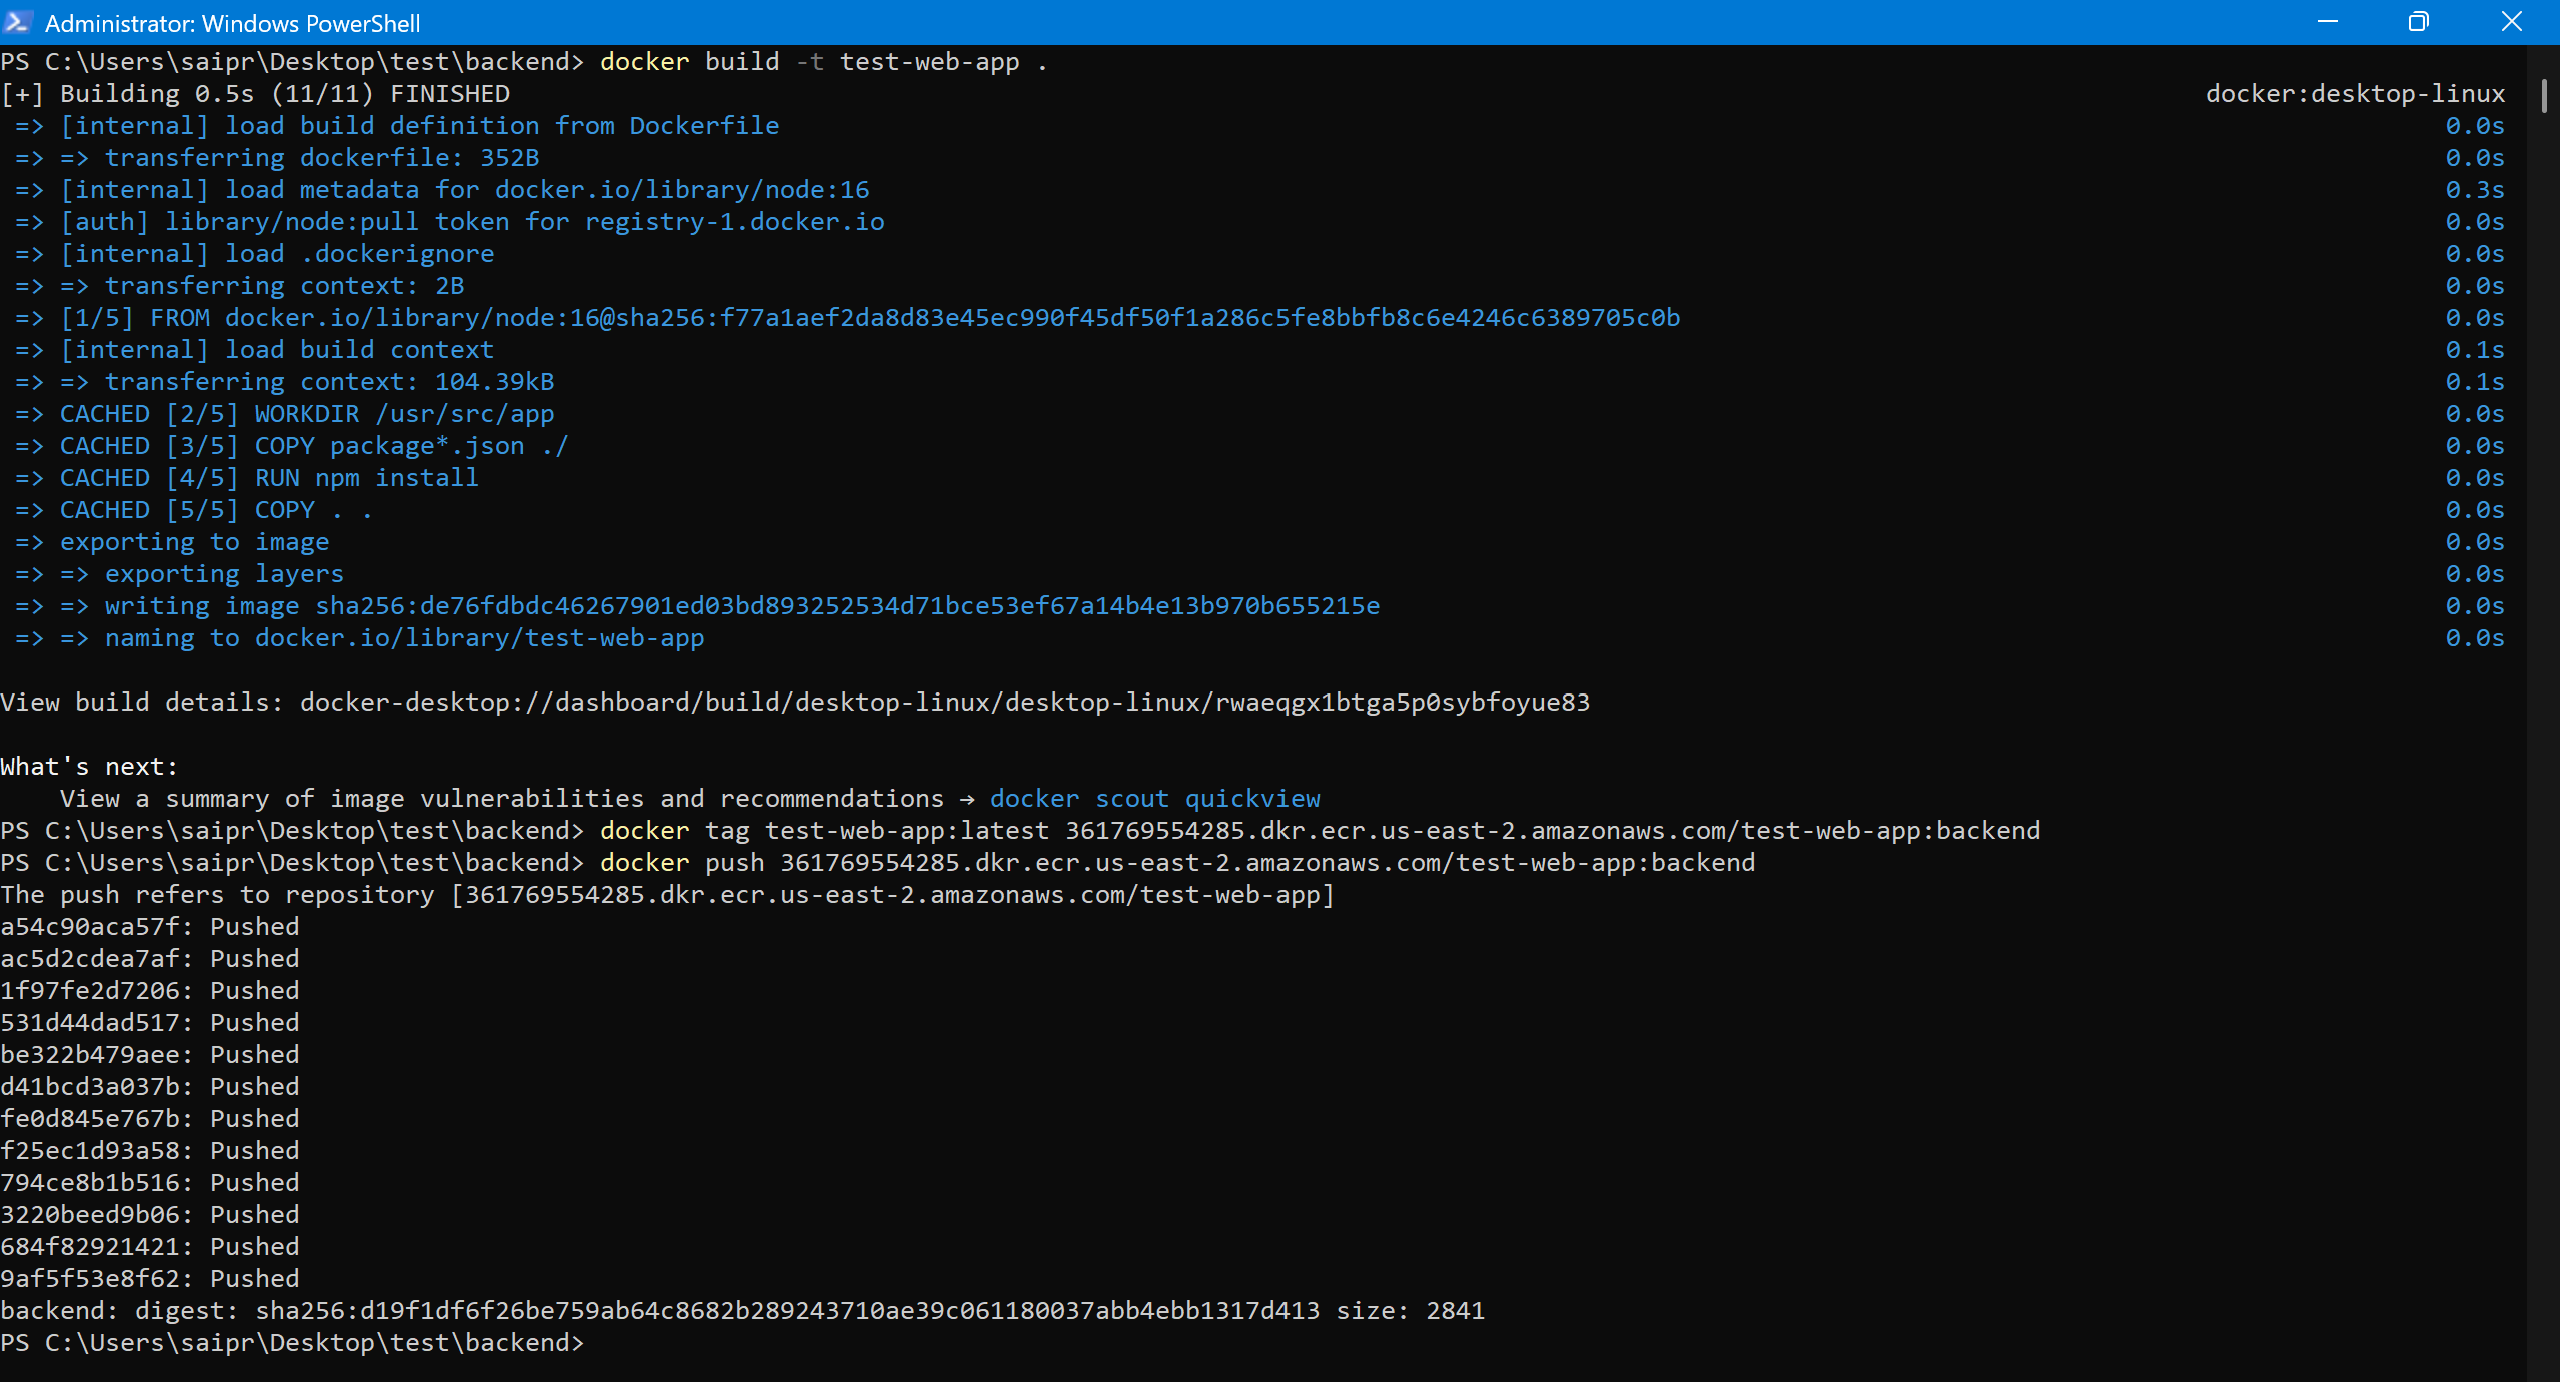 Administrator: Windows PowerShell
PS C:\Users\saipr\Desktop\test\backend> docker build -t test-web-app .
[+] Building 0.5s (11/11) FINISHED docker:desktop-linux
=> [internal] load build definition from Dockerfile 0.0s
=> => transferring dockerfile: 352B 0.0s
=> [internal] load metadata for docker.io/library/node:16 0.3s
=> [auth] library/node:pull token for registry-1.docker.io 0.0s
=> [internal] load .dockerignore 0.0s
=> => transferring context: 2B 0.0s
=> [1/5] FROM docker.io/library/node:16@sha256:f77a1aef2da8d83e45ec990f45df50f1a286c5fe8bbfb8c6e4246c6389705c0b 0.0s
=> [internal] load build context 0.1s
=> => transferring context: 104.39kB 0.1s
=> CACHED [2/5] WORKDIR /usr/src/app 0.0s
=> CACHED [3/5] COPY package*.json ./ 0.0s
=> CACHED [4/5] RUN npm install 0.0s
=> CACHED [5/5] COPY . . 0.0s
=> exporting to image 0.0s
=> => exporting layers 0.0s
=> => writing image sha256:de76fdbdc46267901ed03bd893252534d71bce53ef67a14b4e13b970b655215e 0.0s
=> => naming to docker.io/library/test-web-app 0.0s
View build details: docker-desktop://dashboard/build/desktop-linux/desktop-linux/rwaeqgx1btga5p0sybfoyue83
What's next:
View a summary of image vulnerabilities and recommendations → docker scout quickview
PS C:\Users\saipr\Desktop\test\backend> docker tag test-web-app:latest 361769554285.dkr.ecr.us-east-2.amazonaws.com/test-web-app:backend
PS C:\Users\saipr\Desktop\test\backend> docker push 361769554285.dkr.ecr.us-east-2.amazonaws.com/test-web-app:backend
The push refers to repository [361769554285.dkr.ecr.us-east-2.amazonaws.com/test-web-app]
a54c90aca57f: Pushed
ac5d2cdea7af: Pushed
1f97fe2d7206: Pushed
531d44dad517: Pushed
be322b479aee: Pushed
d41bcd3a037b: Pushed
fe0d845e767b: Pushed
f25ec1d93a58: Pushed
794ce8b1b516: Pushed
3220beed9b06: Pushed
684f82921421: Pushed
9af5f53e8f62: Pushed
backend: digest: sha256:d19f1df6f26be759ab64c8682b289243710ae39c061180037abb4ebb1317d413 size: 2841
PS C:\Users\saipr\Desktop\test\backend>